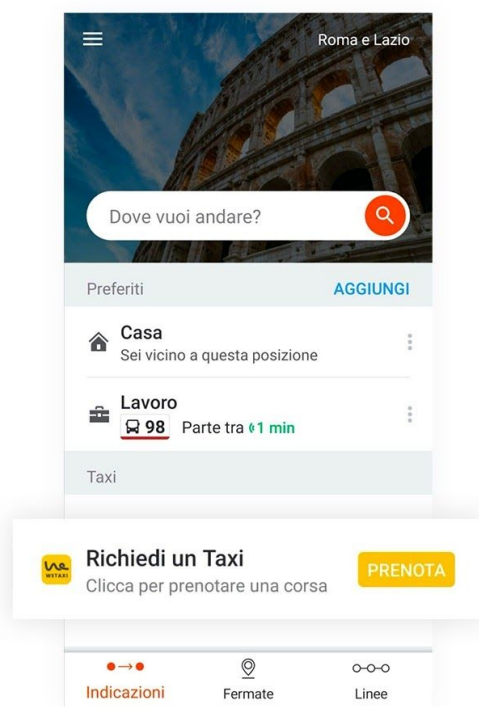 Roma e Lazio
Dove vuoi andare?
Preferiti AGGIUNGI
Casa
Sei vicino a questa posizione
Lavoro
98 Parte tra 1 min
Taxi
WETAXI
Richiedi un Taxi
PRENOTA
Clicca per prenotare una corsa
Indicazioni Fermate Linee